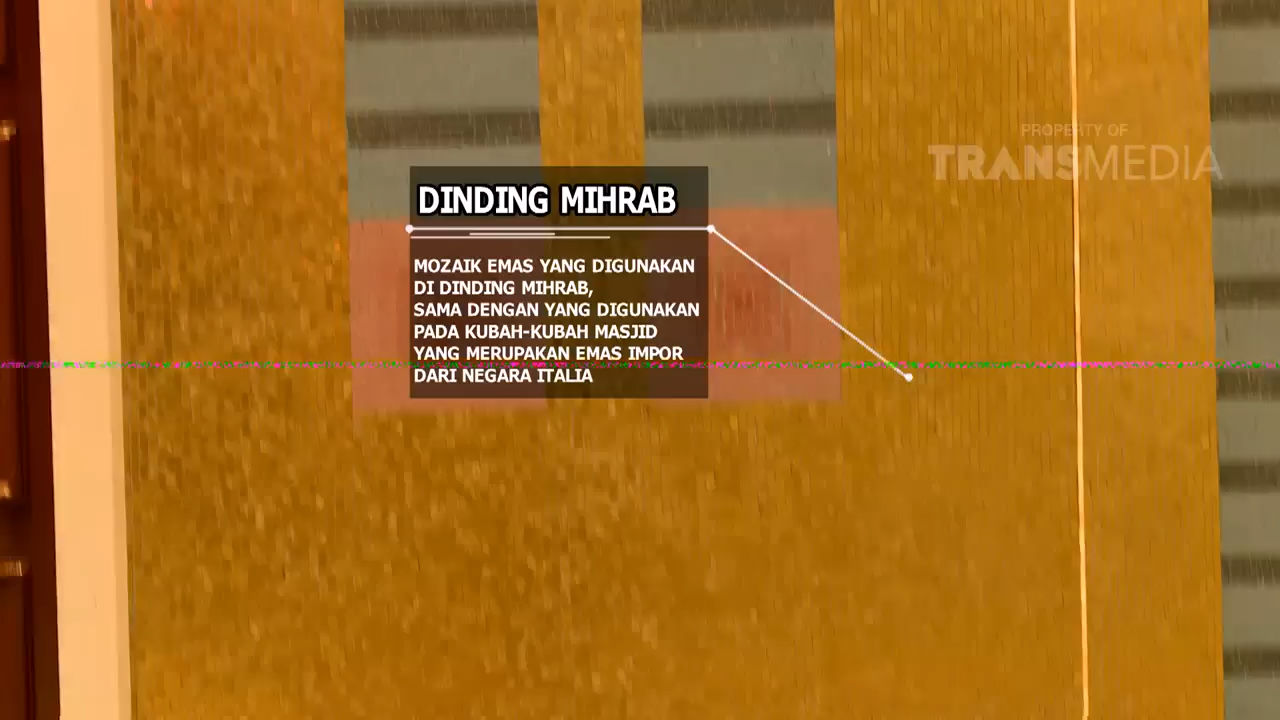 PROPERTY OF
TRANSMEDIA
DINDING MIHRAB
MOZAIK EMAS YANG DIGUNAKAN
DI DINDING MIHRAB,
SAMA DENGAN YANG DIGUNAKAN
PADA KUBAH-KUBAH MASJID
YANG MERUPAKAN EMAS IMPOR
DARI NEGARA ITALIA